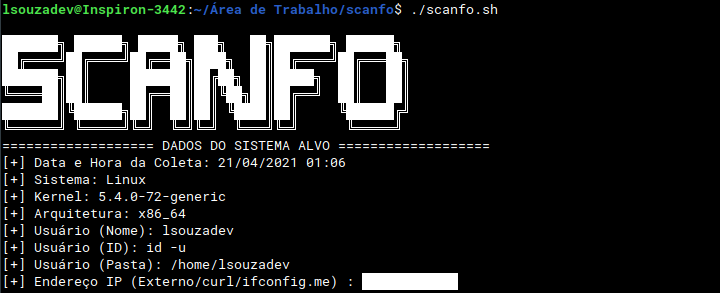 lsouzadev@Inspiron-3442:~/Área de Trabalho/scanfo$ ./scanfo.sh
SCANFO
=================== DADOS DO SISTEMA ALVO ===================
[+] Data e Hora da Coleta: 21/04/2021 01:06
[+] Sistema: Linux
[+] Kernel: 5.4.0-72-generic
[+] Arquitetura: x86_64
[+] Usuário (Nome): lsouzadev
[+] Usuário (ID): id -u
[+] Usuário (Pasta): /home/lsouzadev
[+] Endereço IP (Externo/curl/ifconfig.me) :